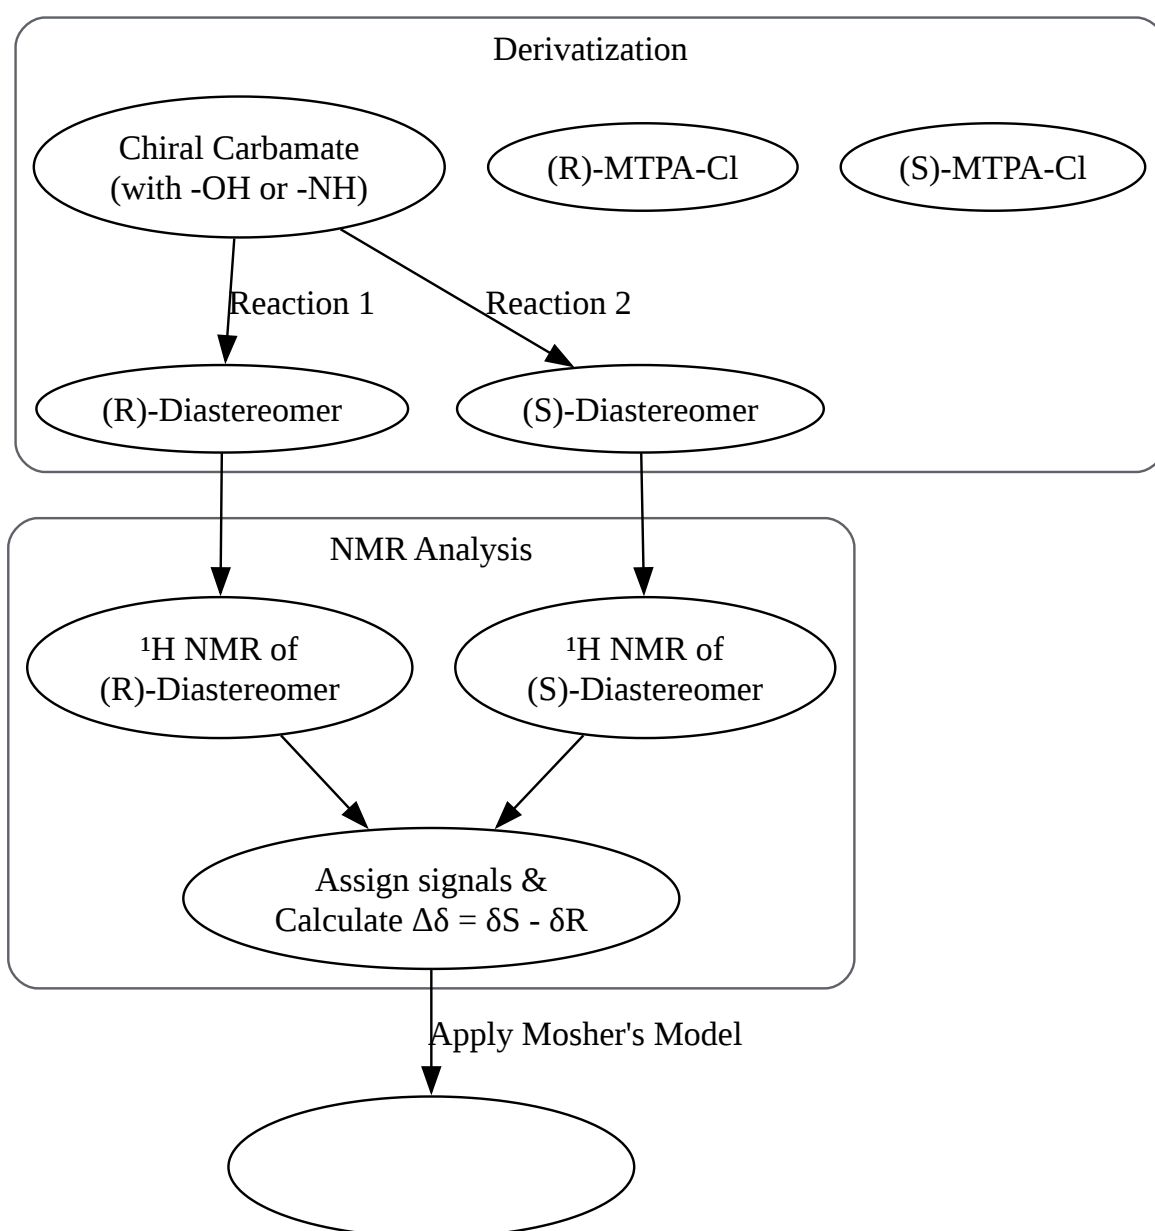 Derivatization
Chiral Carbamate
(with -OH or -NH)
(R)-MTPA-Cl
(S)-MTPA-Cl
Reaction 1
Reaction 2
(R)-Diastereomer
(S)-Diastereomer
NMR Analysis
¹H NMR of
(R)-Diastereomer
¹H NMR of
(S)-Diastereomer
Assign signals &
Calculate Δδ = δS - δR
Apply Mosher's Model